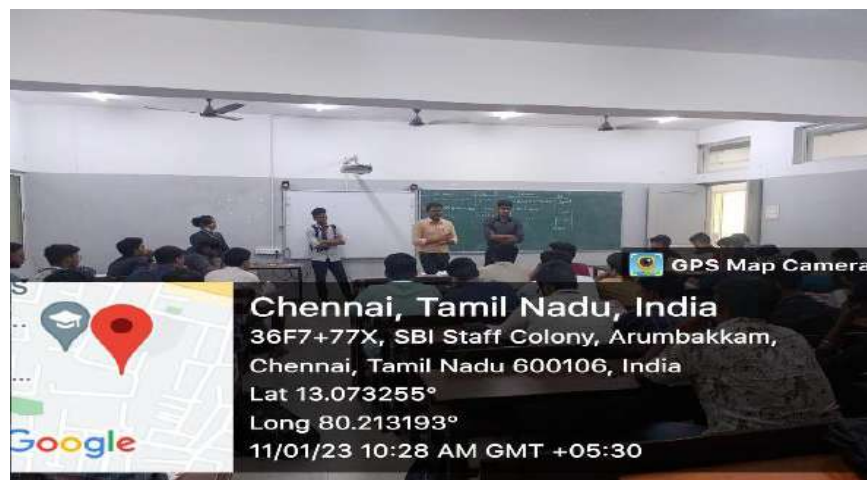 GPS Map Camera
Chennai, Tamil Nadu, India
36F7+77X, SBI Staff Colony, Arumbakkam,
Chennai, Tamil Nadu 600106, India
Lat 13.073255°
Long 80.213193°
11/01/23 10:28 AM GMT +05:30
S
...
...
Google